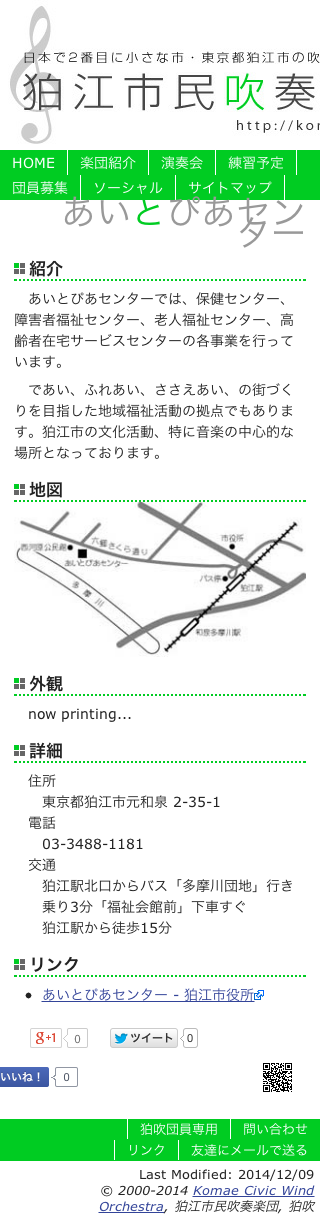 日本で2番目に小さな市・東京都狛江市の吹
狛江市民吹奏
http://kor
HOME 楽団紹介 演奏会 練習予定
団員募集 ソーシャル サイトマップ
あいとぴあセン
ター
紹介
あいとぴあセンターでは、保健センター、
障害者福祉センター、老人福祉センター、高
齢者在宅サービスセンターの各事業を行って
います。
であい、ふれあい、ささえあい、の街づく
りを目指した地域福祉活動の拠点でもありま
す。狛江市の文化活動、特に音楽の中心的な
場所となっております。
地図
市役所
六郷さくら通り
西河原公民館
あいとぴあセンター
バス停
狛江駅
多摩川
和泉多摩川駅
外観
now printing...
詳細
住所
東京都狛江市元和泉 2-35-1
電話
03-3488-1181
交通
狛江駅北口からバス「多摩川団地」行き
乗り3分「福祉会館前」下車すぐ
狛江駅から徒歩15分
リンク
あいとぴあセンター - 狛江市役所
g+1 0 ツイート 0
いいね！ 0
狛吹団員専用 問い合わせ
リンク 友達にメールで送る
Last Modified: 2014/12/09
© 2000-2014 Komae Civic Wind
Orchestra, 狛江市民吹奏楽団, 狛吹